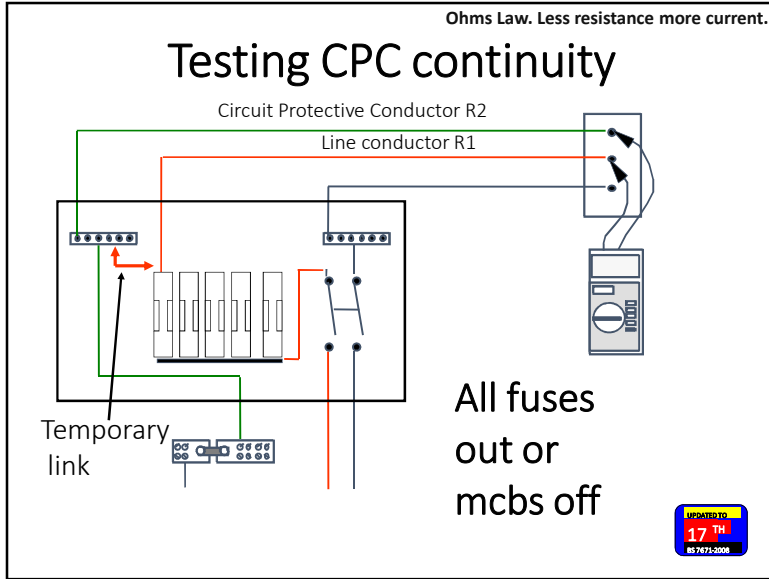 Ohms Law. Less resistance more current.
Testing CPC continuity
Circuit Protective Conductor R2
Line conductor R1
Temporary
link
All fuses
out or
mcbs off
UPDATED TO
17 TH
BS 7671-2008